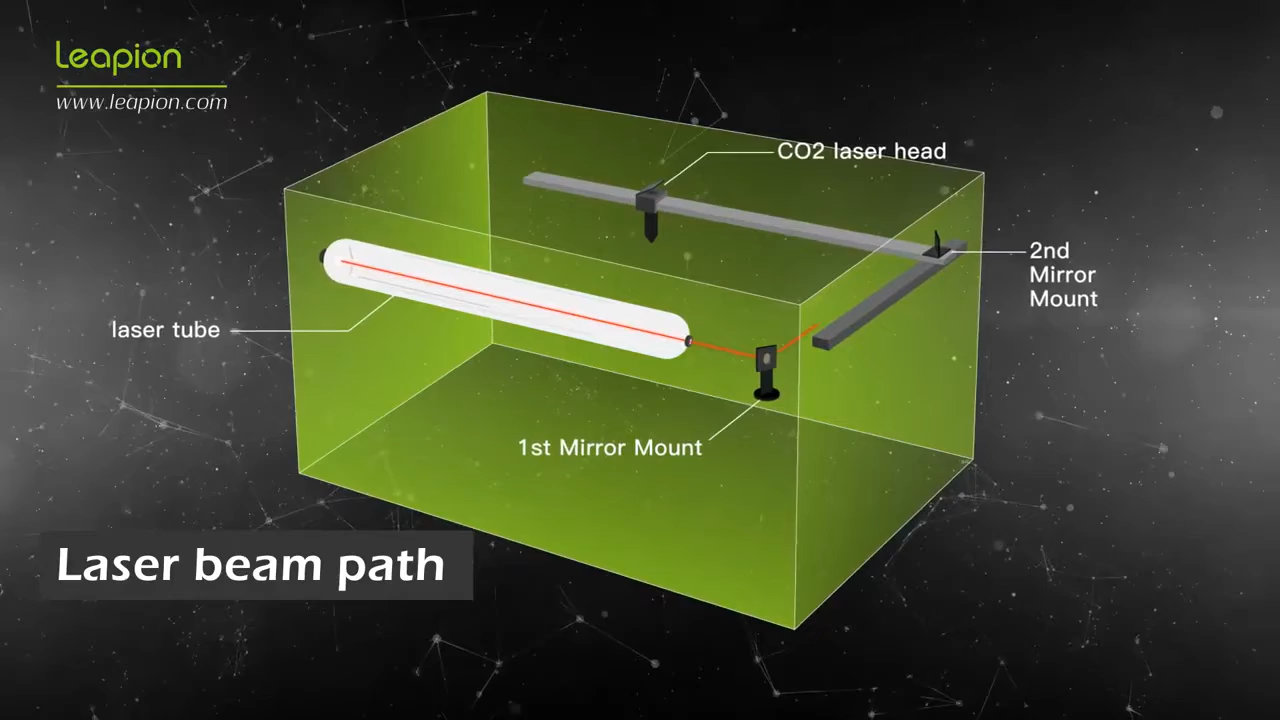 Leapion
www.leapion.com
CO2 laser head
2nd
Mirror
Mount
laser tube
1st Mirror Mount
Laser beam path